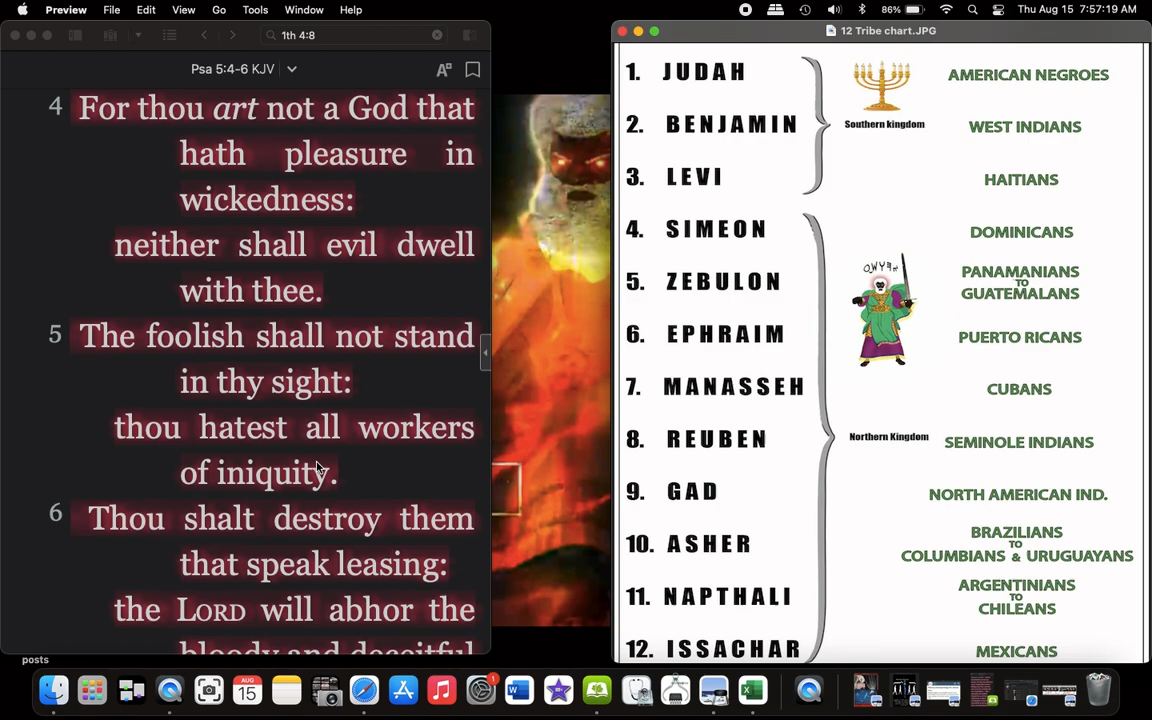 Preview File Edit View Go Tools Window Help 86% Thu Aug 15 7:57:19 AM
1th 4:8
Psa 5:4-6 KJV
4 For thou art not a God that
hath pleasure in
wickedness:
neither shall evil dwell
with thee.
5 The foolish shall not stand
in thy sight:
thou hatest all workers
of iniquity.
6 Thou shalt destroy them
that speak leasing:
the LORD will abhor the
bloody and deceitful
posts
12 Tribe chart.JPG
1. JUDAH
2. BENJAMIN
3. LEVI
4. SIMEON
5. ZEBULON
6. EPHRAIM
7. MANASSEH
8. REUBEN
9. GAD
10. ASHER
11. NAPTHALI
12. ISSACHAR
Southern kingdom
Northern Kingdom
AMERICAN NEGROES
WEST INDIANS
HAITIANS
DOMINICANS
PANAMANIANS
TO
GUATEMALANS
PUERTO RICANS
CUBANS
SEMINOLE INDIANS
NORTH AMERICAN IND.
BRAZILIANS
TO
COLUMBIANS & URUGUAYANS
ARGENTINIANS
TO
CHILEANS
MEXICANS
AUG
15
1